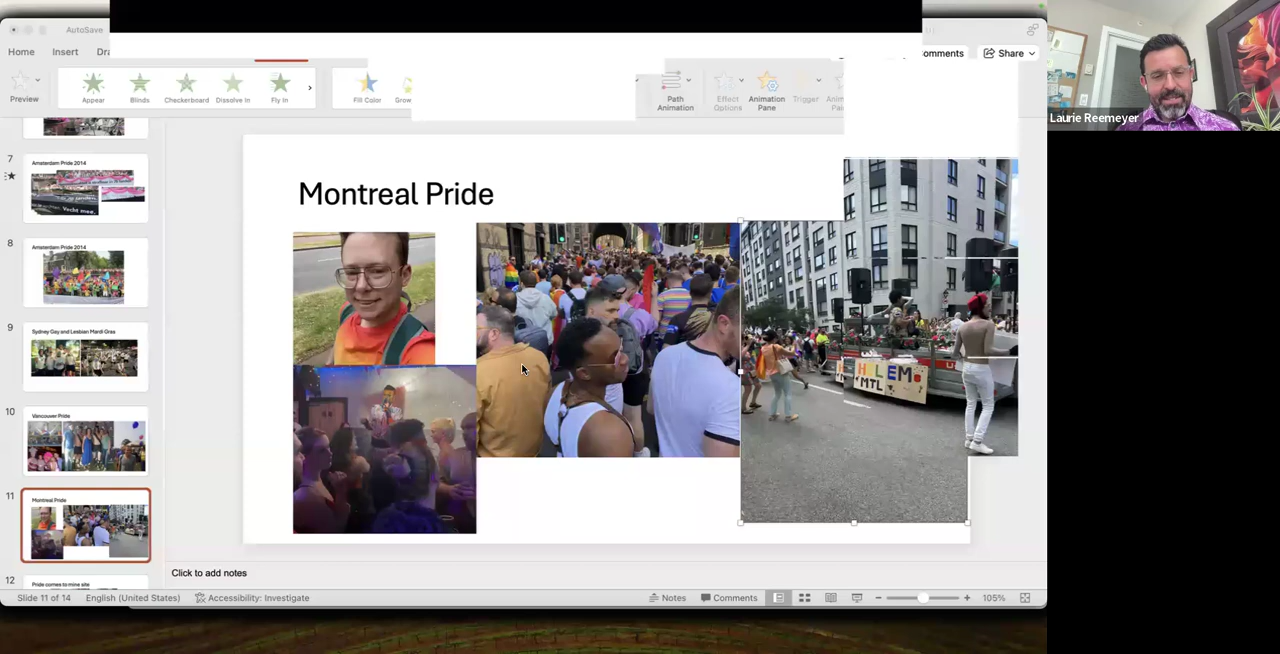 AutoSave
Home Insert
Comments Share
Preview
Appear Blinds Checkerboard Dissolve In Fly In
Fill Color
Path Animation
Effect Options
Animation Pane
Trigger
Laurie Reemeyer
7
Amsterdam Pride 2014
8
Amsterdam Pride 2014
9
Sydney Gay and Lesbian Mardi Gras
10
Vancouver Pride
11
Montreal Pride
12
Pride comes to mine site
Montreal Pride
MTL
Click to add notes
Slide 11 of 14 English (United States) Accessibility: Investigate
Notes Comments 105%